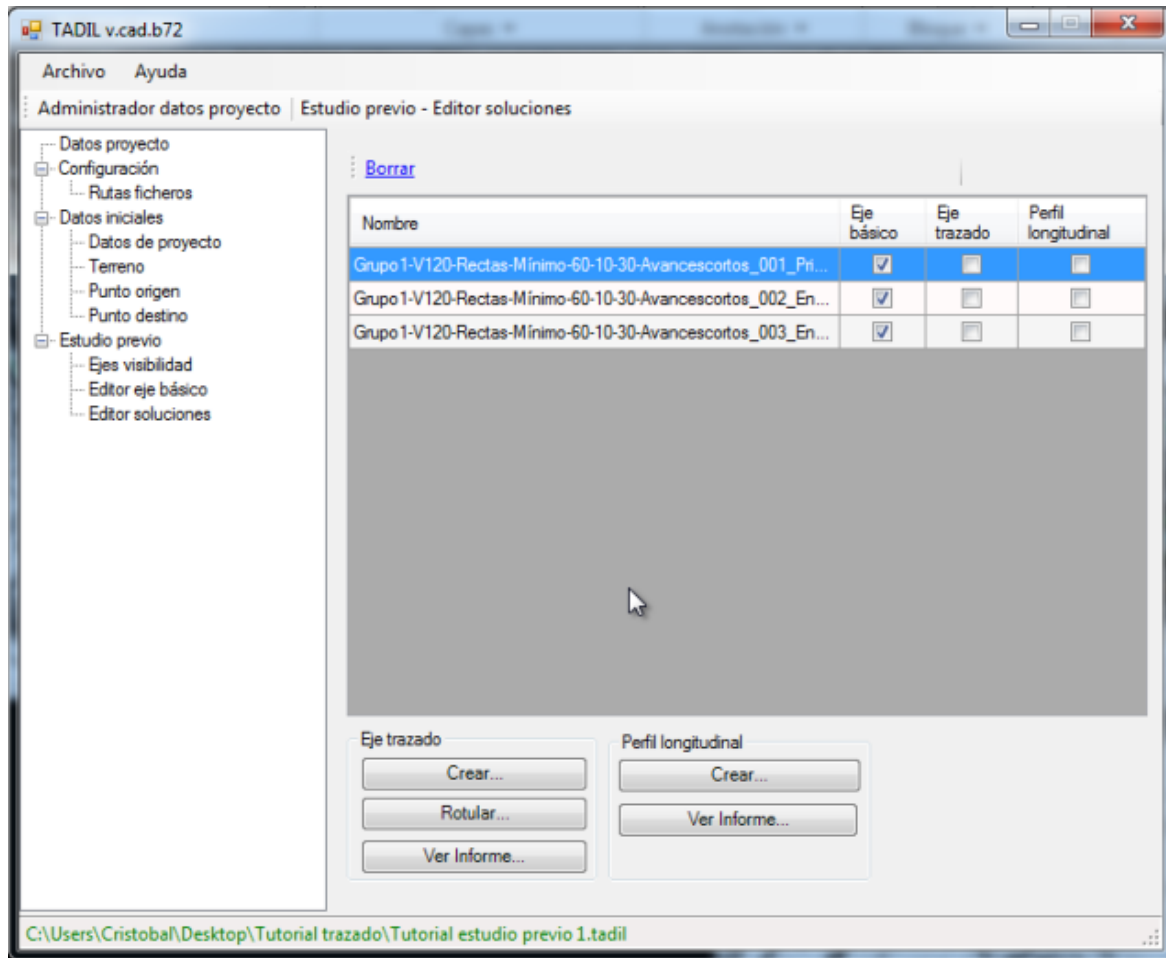 TADIL v.cad.b72
Archivo Ayuda
Administrador datos proyecto Estudio previo - Editor soluciones
Datos proyecto
Configuración
Rutas ficheros
Datos iniciales
Datos de proyecto
Terreno
Punto origen
Punto destino
Estudio previo
Ejes visibilidad
Editor eje básico
Editor soluciones
Borrar
Nombre
Eje básico
Eje trazado
Perfil longitudinal
Grupo1-V120-Rectas-Mínimo-60-10-30-Avancescortos_001_Pri...
Grupo1-V120-Rectas-Mínimo-60-10-30-Avancescortos_002_En...
Grupo1-V120-Rectas-Mínimo-60-10-30-Avancescortos_003_En...
Eje trazado
Crear...
Rotular...
Ver Informe...
Perfil longitudinal
Crear...
Ver Informe...
C:\Users\Cristobal\Desktop\Tutorial trazado\Tutorial estudio previo 1.tadil